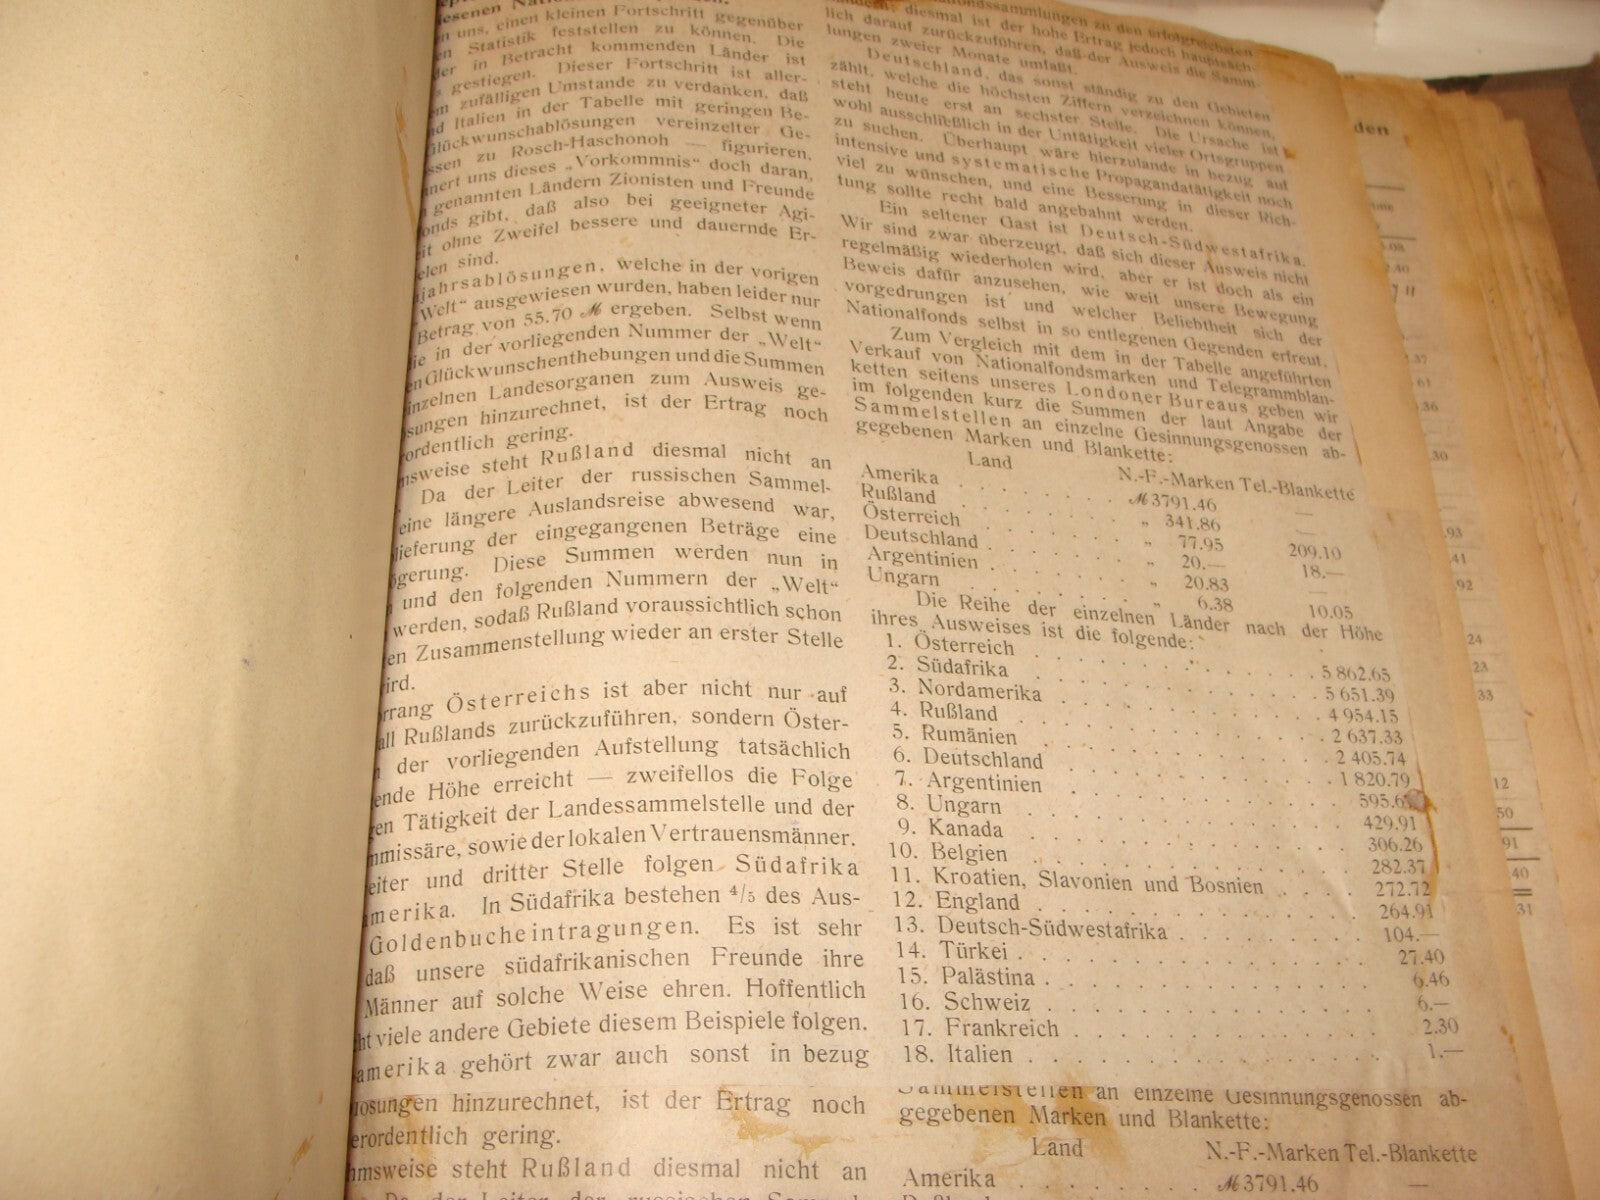 uns, einen kleinen Fortschritt gegenüber
Statistik feststellen zu können. Die
in Betracht kommenden Länder ist
gestiegen. Dieser Fortschritt ist aller-
zufälligen Umstande zu verdanken, daß
Italien in der Tabelle mit geringen Be-
Glückwunschablösungen vereinzelter Ge-
zu Rosch-Haschonoh — figurieren,
uns dieses „Vorkommnis“ doch daran,
genannten Ländern Zionisten und Freunde
gibt, daß also bei geeigneter Agi-
ohne Zweifel bessere und dauernde Er-
sind.
welche in der vorigen
„Welt“ ausgewiesen wurden, haben leider nur
Betrag von 55.70 ℳ ergeben. Selbst wenn
in der vorliegenden Nummer der „Welt“
Glückwunschenthebungen und die Summen
Landesorganen zum Ausweis ge-
hinzurechnet, ist der Ertrag noch
gering.
steht Rußland diesmal nicht an
Da der Leiter der russischen Sammel-
eine längere Auslandsreise abwesend war,
der eingegangenen Beträge eine
Diese Summen werden nun in
und den folgenden Nummern der „Welt“
werden, sodaß Rußland voraussichtlich schon
Zusammenstellung wieder an erster Stelle
Österreichs ist aber nicht nur auf
Rußlands zurückzuführen, sondern Öster-
der vorliegenden Aufstellung tatsächlich
Höhe erreicht — zweifellos die Folge
Tätigkeit der Landessammelstelle und der
sowie der lokalen Vertrauensmänner.
und dritter Stelle folgen Südafrika
In Südafrika bestehen 4/5 des Aus-
Goldenbucheintragungen. Es ist sehr
daß unsere südafrikanischen Freunde ihre
Männer auf solche Weise ehren. Hoffentlich
viele andere Gebiete diesem Beispiele folgen.
gehört zwar auch sonst in bezug
hinzurechnet, ist der Ertrag noch
gering.
steht Rußland diesmal nicht an
zu den erfolgreichsten
diesmal ist der hohe Ertrag jedoch hauptsäch-
lich darauf zurückzuführen, daß der Ausweis die Samm-
lungen zweier Monate umfaßt.
Deutschland, das sonst ständig zu den Gebieten
zählt, welche die höchsten Ziffern verzeichnen können,
steht heute erst an sechster Stelle. Die Ursache ist
wohl ausschließlich in der Untätigkeit vieler Ortsgruppen
zu suchen. Überhaupt wäre hierzulande in bezug auf
intensive und systematische Propagandatätigkeit noch
viel zu wünschen, und eine Besserung in dieser Rich-
tung sollte recht bald angebahnt werden.
Ein seltener Gast ist Deutsch-Südwestafrika.
Wir sind zwar überzeugt, daß sich dieser Ausweis nicht
regelmäßig wiederholen wird, aber er ist doch als ein
Beweis dafür anzusehen, wie weit unsere Bewegung
vorgedrungen ist und welcher Beliebtheit sich der
Nationalfonds selbst in so entlegenen Gegenden erfreut.
Zum Vergleich mit dem in der Tabelle angeführten
Verkauf von Nationalfondsmarken und Telegrammblan-
ketten seitens unseres Londoner Bureaus geben wir
im folgenden kurz die Summen der laut Angabe der
Sammelstellen an einzelne Gesinnungsgenossen ab-
gegebenen Marken und Blankette:
Land N.-F.-Marken Tel.-Blankette
Amerika . . . . . . . ℳ 3791.46 —
Rußland . . . . . . . „ 341.86 —
Österreich . . . . . . „ 77.95 209.10
Deutschland . . . . . . „ 20.— 18.—
Argentinien . . . . . . „ 20.83
Ungarn . . . . . . . „ 6.38 10.05
Die Reihe der einzelnen Länder nach der Höhe
ihres Ausweises ist die folgende:
1. Österreich . . . . . . 5 862.65
2. Südafrika . . . . . . 5 651.39
3. Nordamerika . . . . . . 4 954.15
4. Rußland . . . . . . 2 637.33
5. Rumänien . . . . . . 2 405.74
6. Deutschland . . . . . . 1 820.79
7. Argentinien . . . . . .
8. Ungarn . . . . . . 429.91
9. Kanada . . . . . . 306.26
10. Belgien . . . . . . 282.37
11. Kroatien, Slavonien und Bosnien . . . . 272.72
12. England . . . . . . 264.91
13. Deutsch-Südwestafrika . . . . . . 104.—
14. Türkei . . . . . . 27.40
15. Palästina . . . . . . 6.46
16. Schweiz . . . . . . 6.—
17. Frankreich . . . . . . 2.30
18. Italien . . . . . . 1.—
Sammelstellen an einzelne Gesinnungsgenossen ab-
gegebenen Marken und Blankette:
Land N.-F.-Marken Tel.-Blankette
Amerika . . . . . . . ℳ 3791.46 —